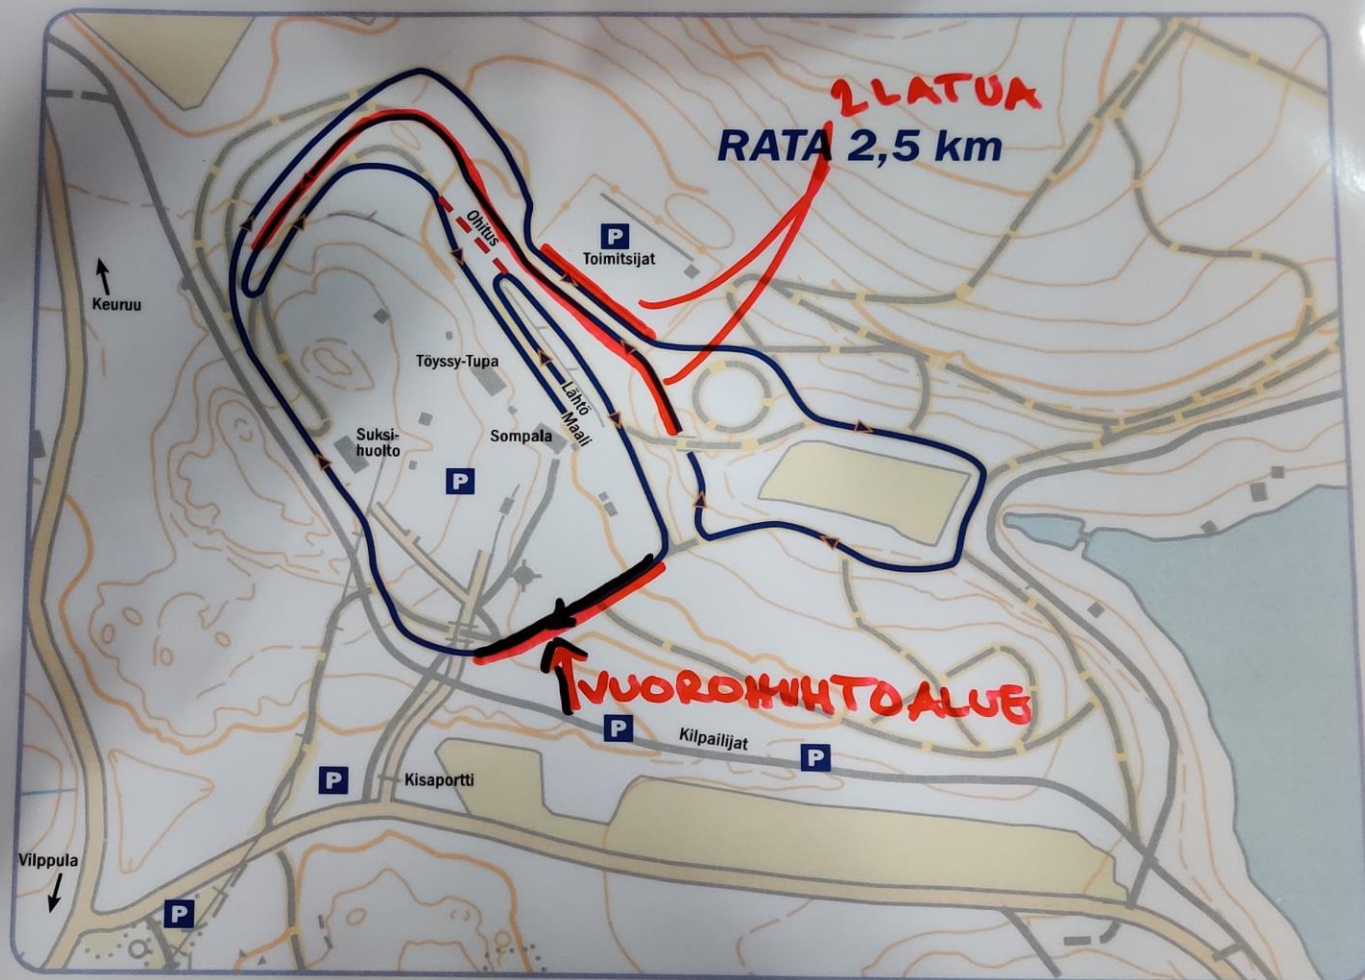 2 LATUA
RATA 2,5 km
P
Toimitsijat
Ohitus
Keuruu
Töyssy-Tupa
Lähtö
Maali
Suksi-
huolto
Sompala
P
VUOROHUHTOALUE
P
Kilpailijat
P
P
Kisaportti
Vilppula
P